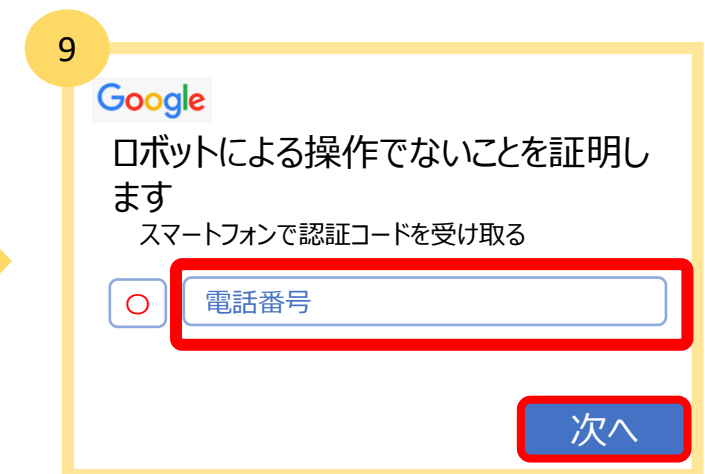 9
Google
ロボットによる操作でないことを証明し
ます
スマートフォンで認証コードを受け取る
○ 電話番号
次へ